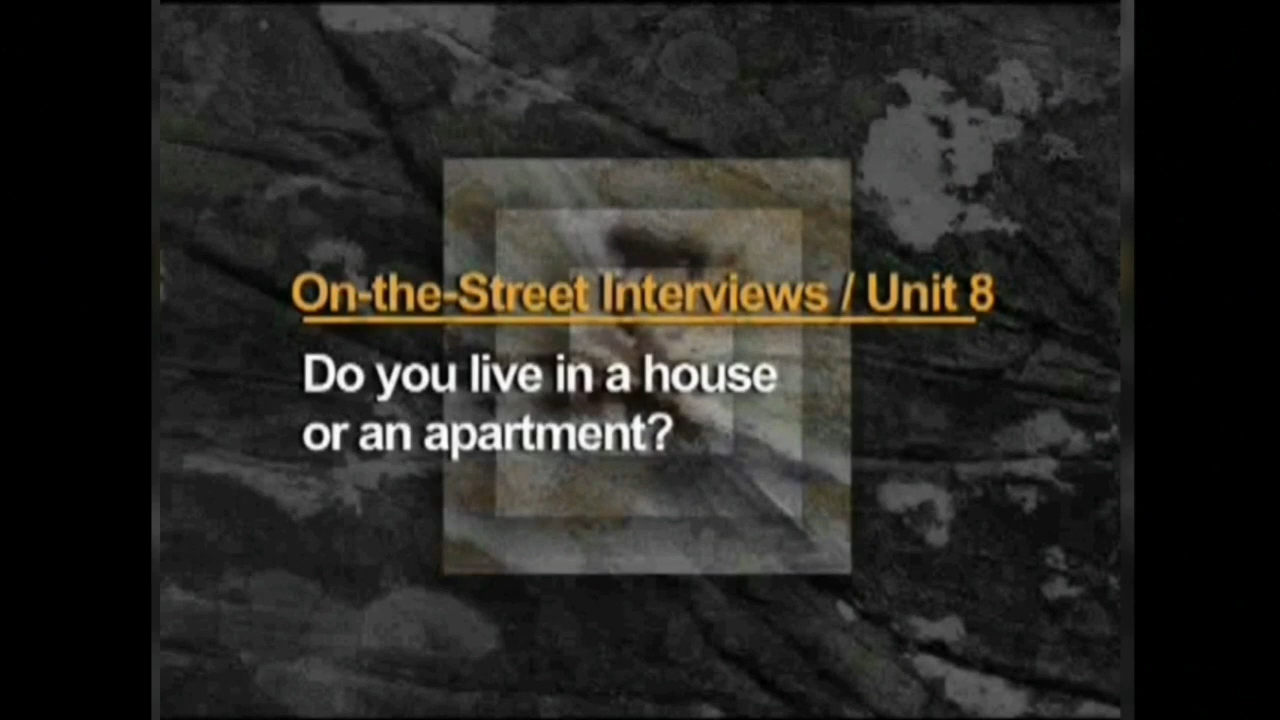 On-the-Street Interviews / Unit 8
Do you live in a house
or an apartment?